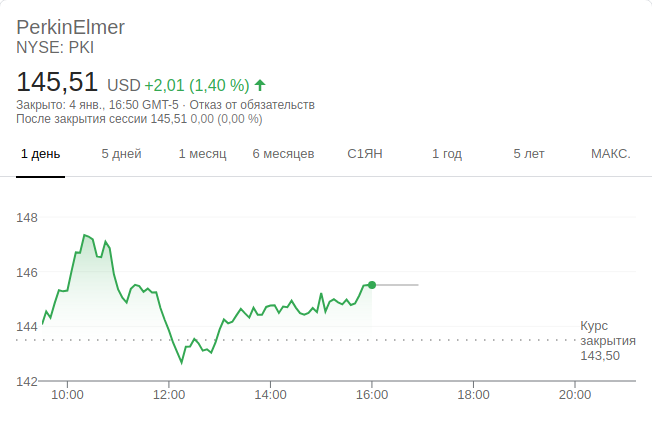 PerkinElmer
NYSE: PKI
145,51 USD +2,01 (1,40 %)
Закрыто: 4 янв., 16:50 GMT-5 · Отказ от обязательств
После закрытия сессии 145,51 0,00 (0,00 %)
1 день 5 дней 1 месяц 6 месяцев С1ЯН 1 год 5 лет МАКС.
148
146
144
142
Курс
закрытия
143,50
10:00 12:00 14:00 16:00 18:00 20:00